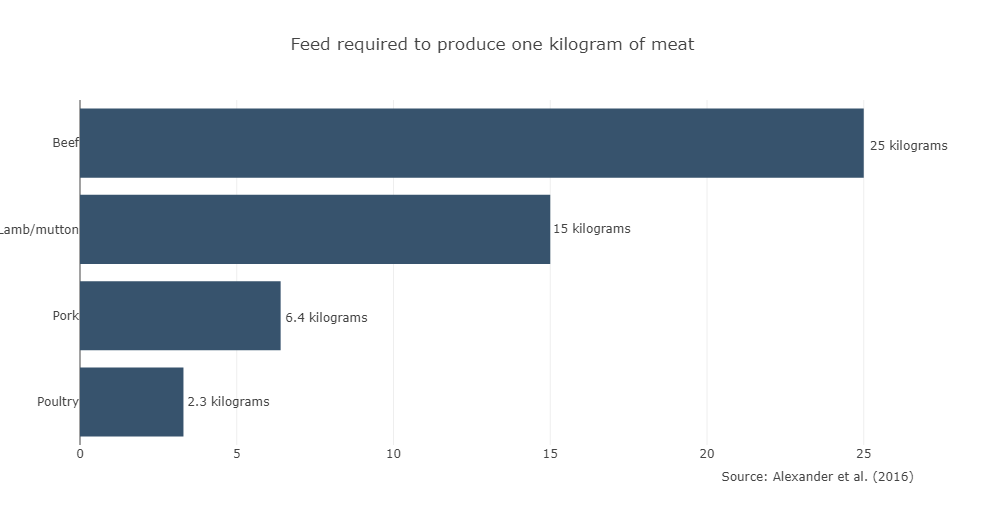 Feed required to produce one kilogram of meat
Beef
25 kilograms
Lamb/mutton
15 kilograms
Pork
6.4 kilograms
Poultry
2.3 kilograms
0 5 10 15 20 25
Source: Alexander et al. (2016)